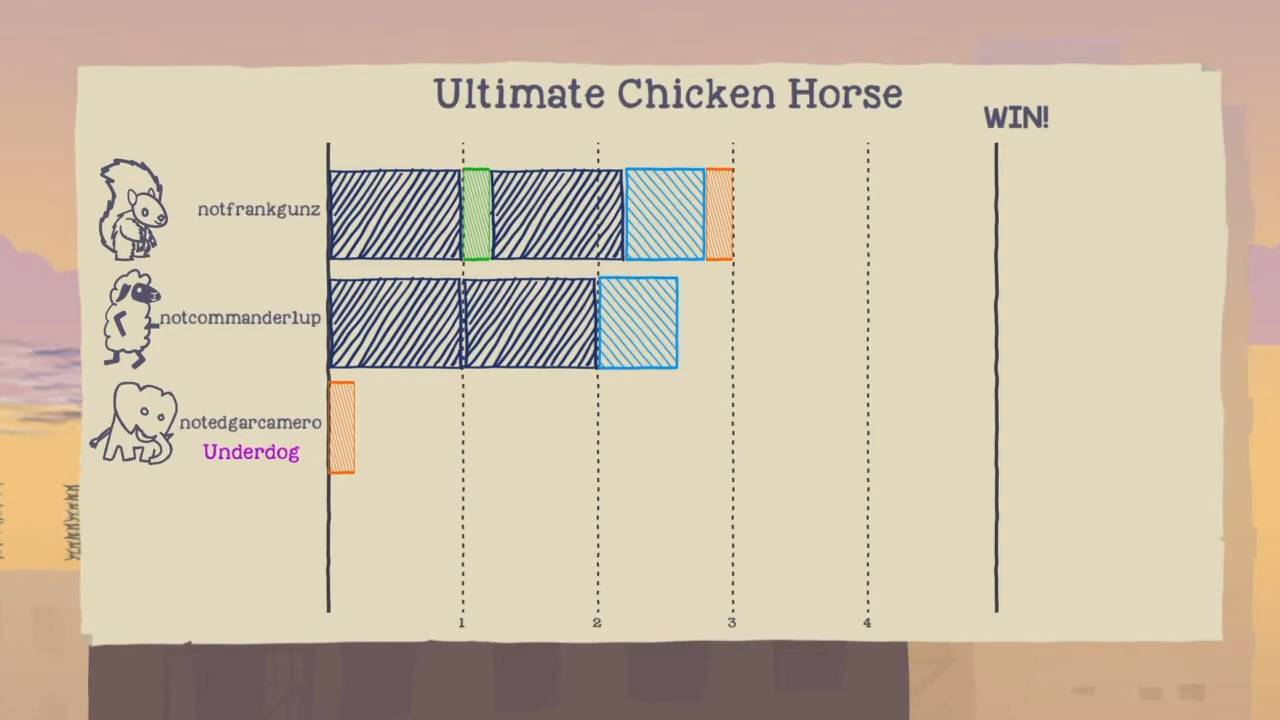 Ultimate Chicken Horse
WIN!
notfrankgunz
notcommander1up
notedgarcamero
Underdog
1 2 3 4